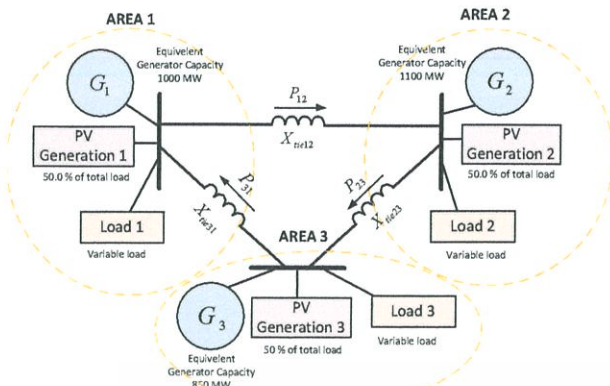 AREA 1
AREA 2
Equivelent
Generator Capacity
1000 MW
G1
P12
Xtie12
Equivelent
Generator Capacity
1100 MW
G2
PV
Generation 1
50.0 % of total load
PV
Generation 2
50.0 % of total load
P31
Xtie31
P23
Xtie23
Load 1
Variable load
Load 2
Variable load
AREA 3
G3
Equivelent
Generator Capacity
850 MW
PV
Generation 3
50 % of total load
Load 3
Variable load